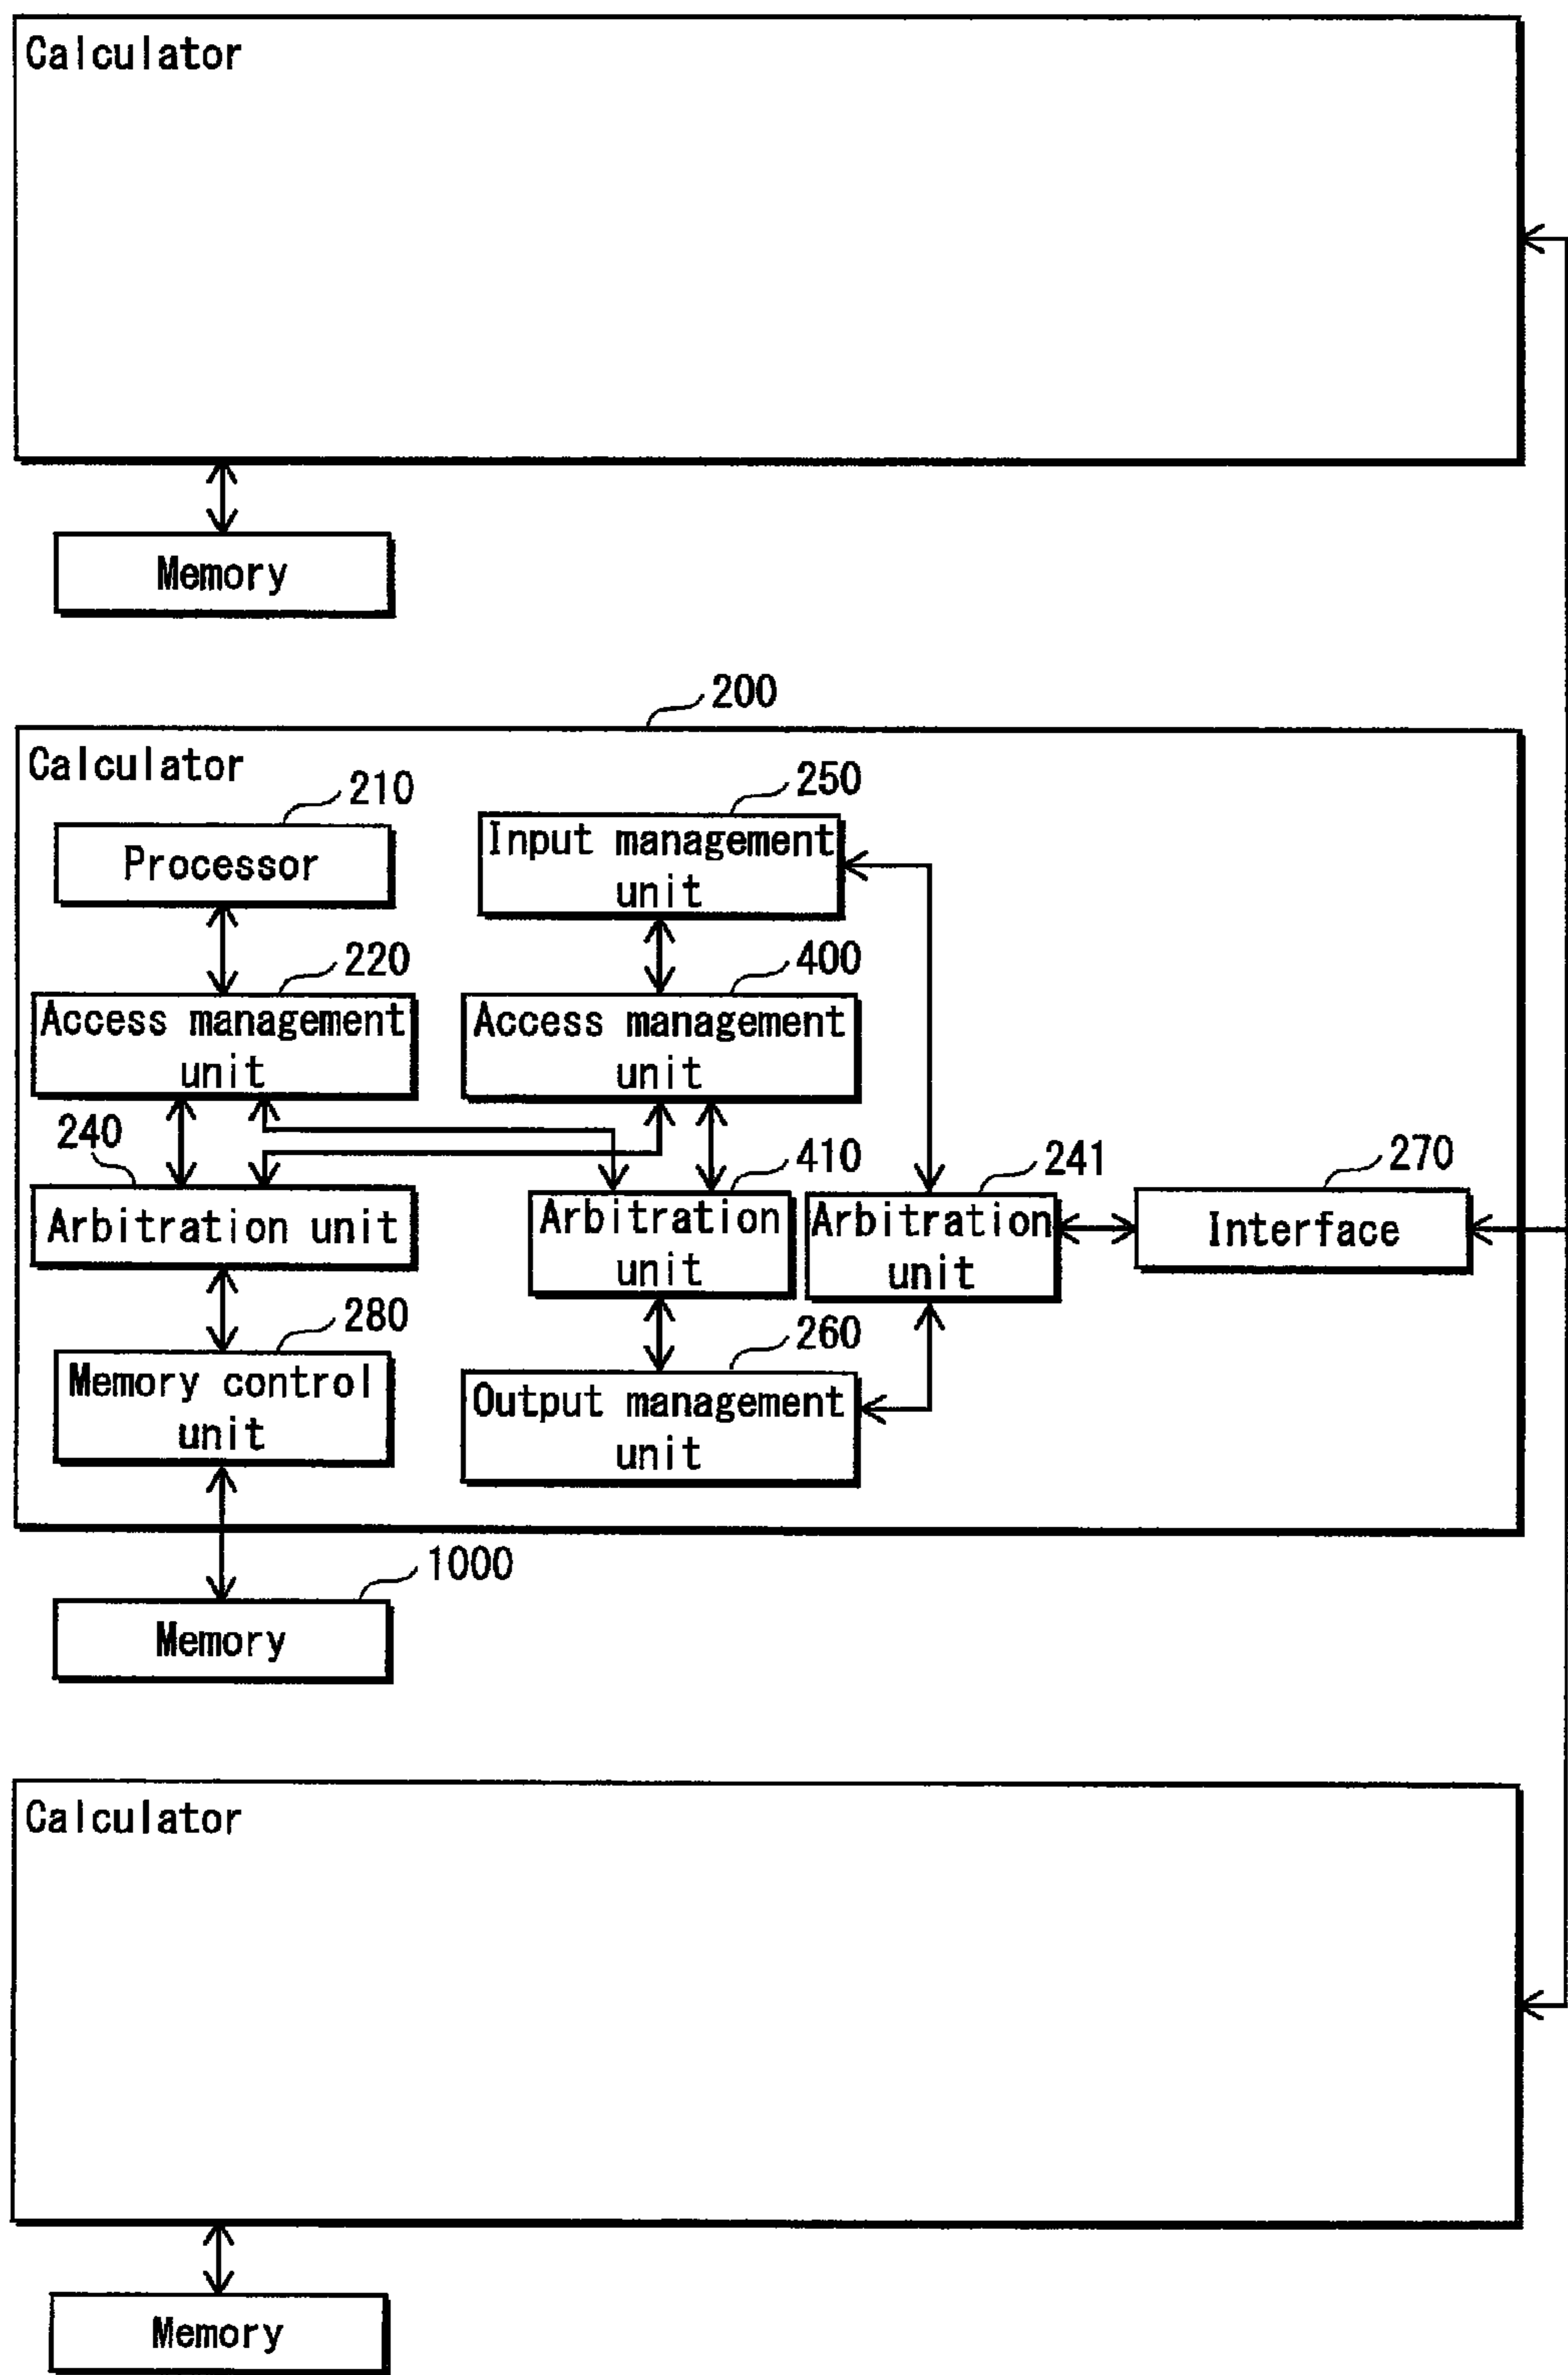 Calculator
Memory
200
Calculator
210
Processor
250
Input management
unit
220
Access management
unit
400
Access management
unit
240
Arbitration unit
410
Arbitration
unit
241
Arbitration
unit
270
Interface
280
Memory control
unit
260
Output management
unit
1000
Memory
Calculator
Memory